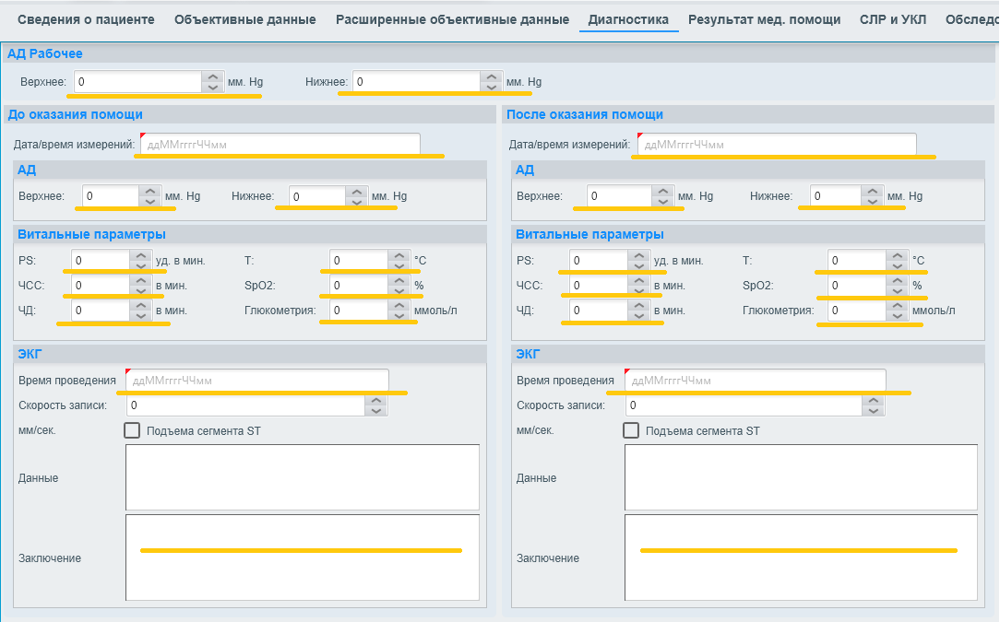 Сведения о пациенте Объективные данные Расширенные объективные данные Диагностика Результат мед. помощи СЛР и УКЛ Обследо
АД Рабочее
Верхнее: 0 мм. Hg Нижнее: 0 мм. Hg
До оказания помощи
Дата/время измерений: ддММггггЧЧмм
АД
Верхнее: 0 мм. Hg Нижнее: 0 мм. Hg
Витальные параметры
PS: 0 уд. в мин. T: 0 °C
ЧСС: 0 в мин. SpO2: 0 %
ЧД: 0 в мин. Глюкометрия: 0 ммоль/л
ЭКГ
Время проведения ддММггггЧЧмм
Скорость записи: 0
мм/сек. Подъема сегмента ST
Данные
Заключение
После оказания помощи
Дата/время измерений: ддММггггЧЧмм
АД
Верхнее: 0 мм. Hg Нижнее: 0 мм. Hg
Витальные параметры
PS: 0 уд. в мин. T: 0 °C
ЧСС: 0 в мин. SpO2: 0 %
ЧД: 0 в мин. Глюкометрия: 0 ммоль/л
ЭКГ
Время проведения ддММггггЧЧмм
Скорость записи: 0
мм/сек. Подъема сегмента ST
Данные
Заключение